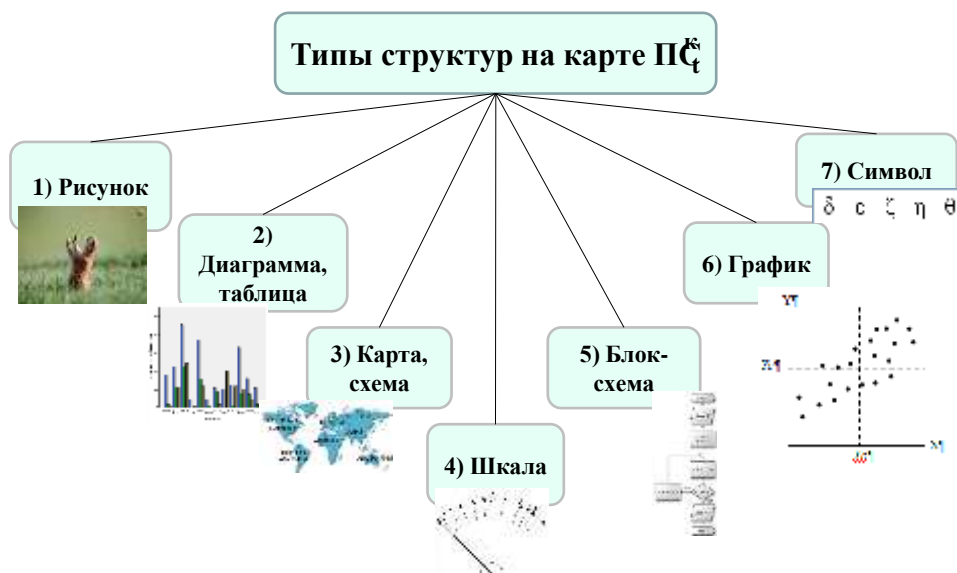 Типы структур на карте ПСкt
1) Рисунок
2)
Диаграмма,
таблица
3) Карта,
схема
4) Шкала
5) Блок-
схема
6) График
7) Символ
δ с ζ η θ
Y¶
X¶